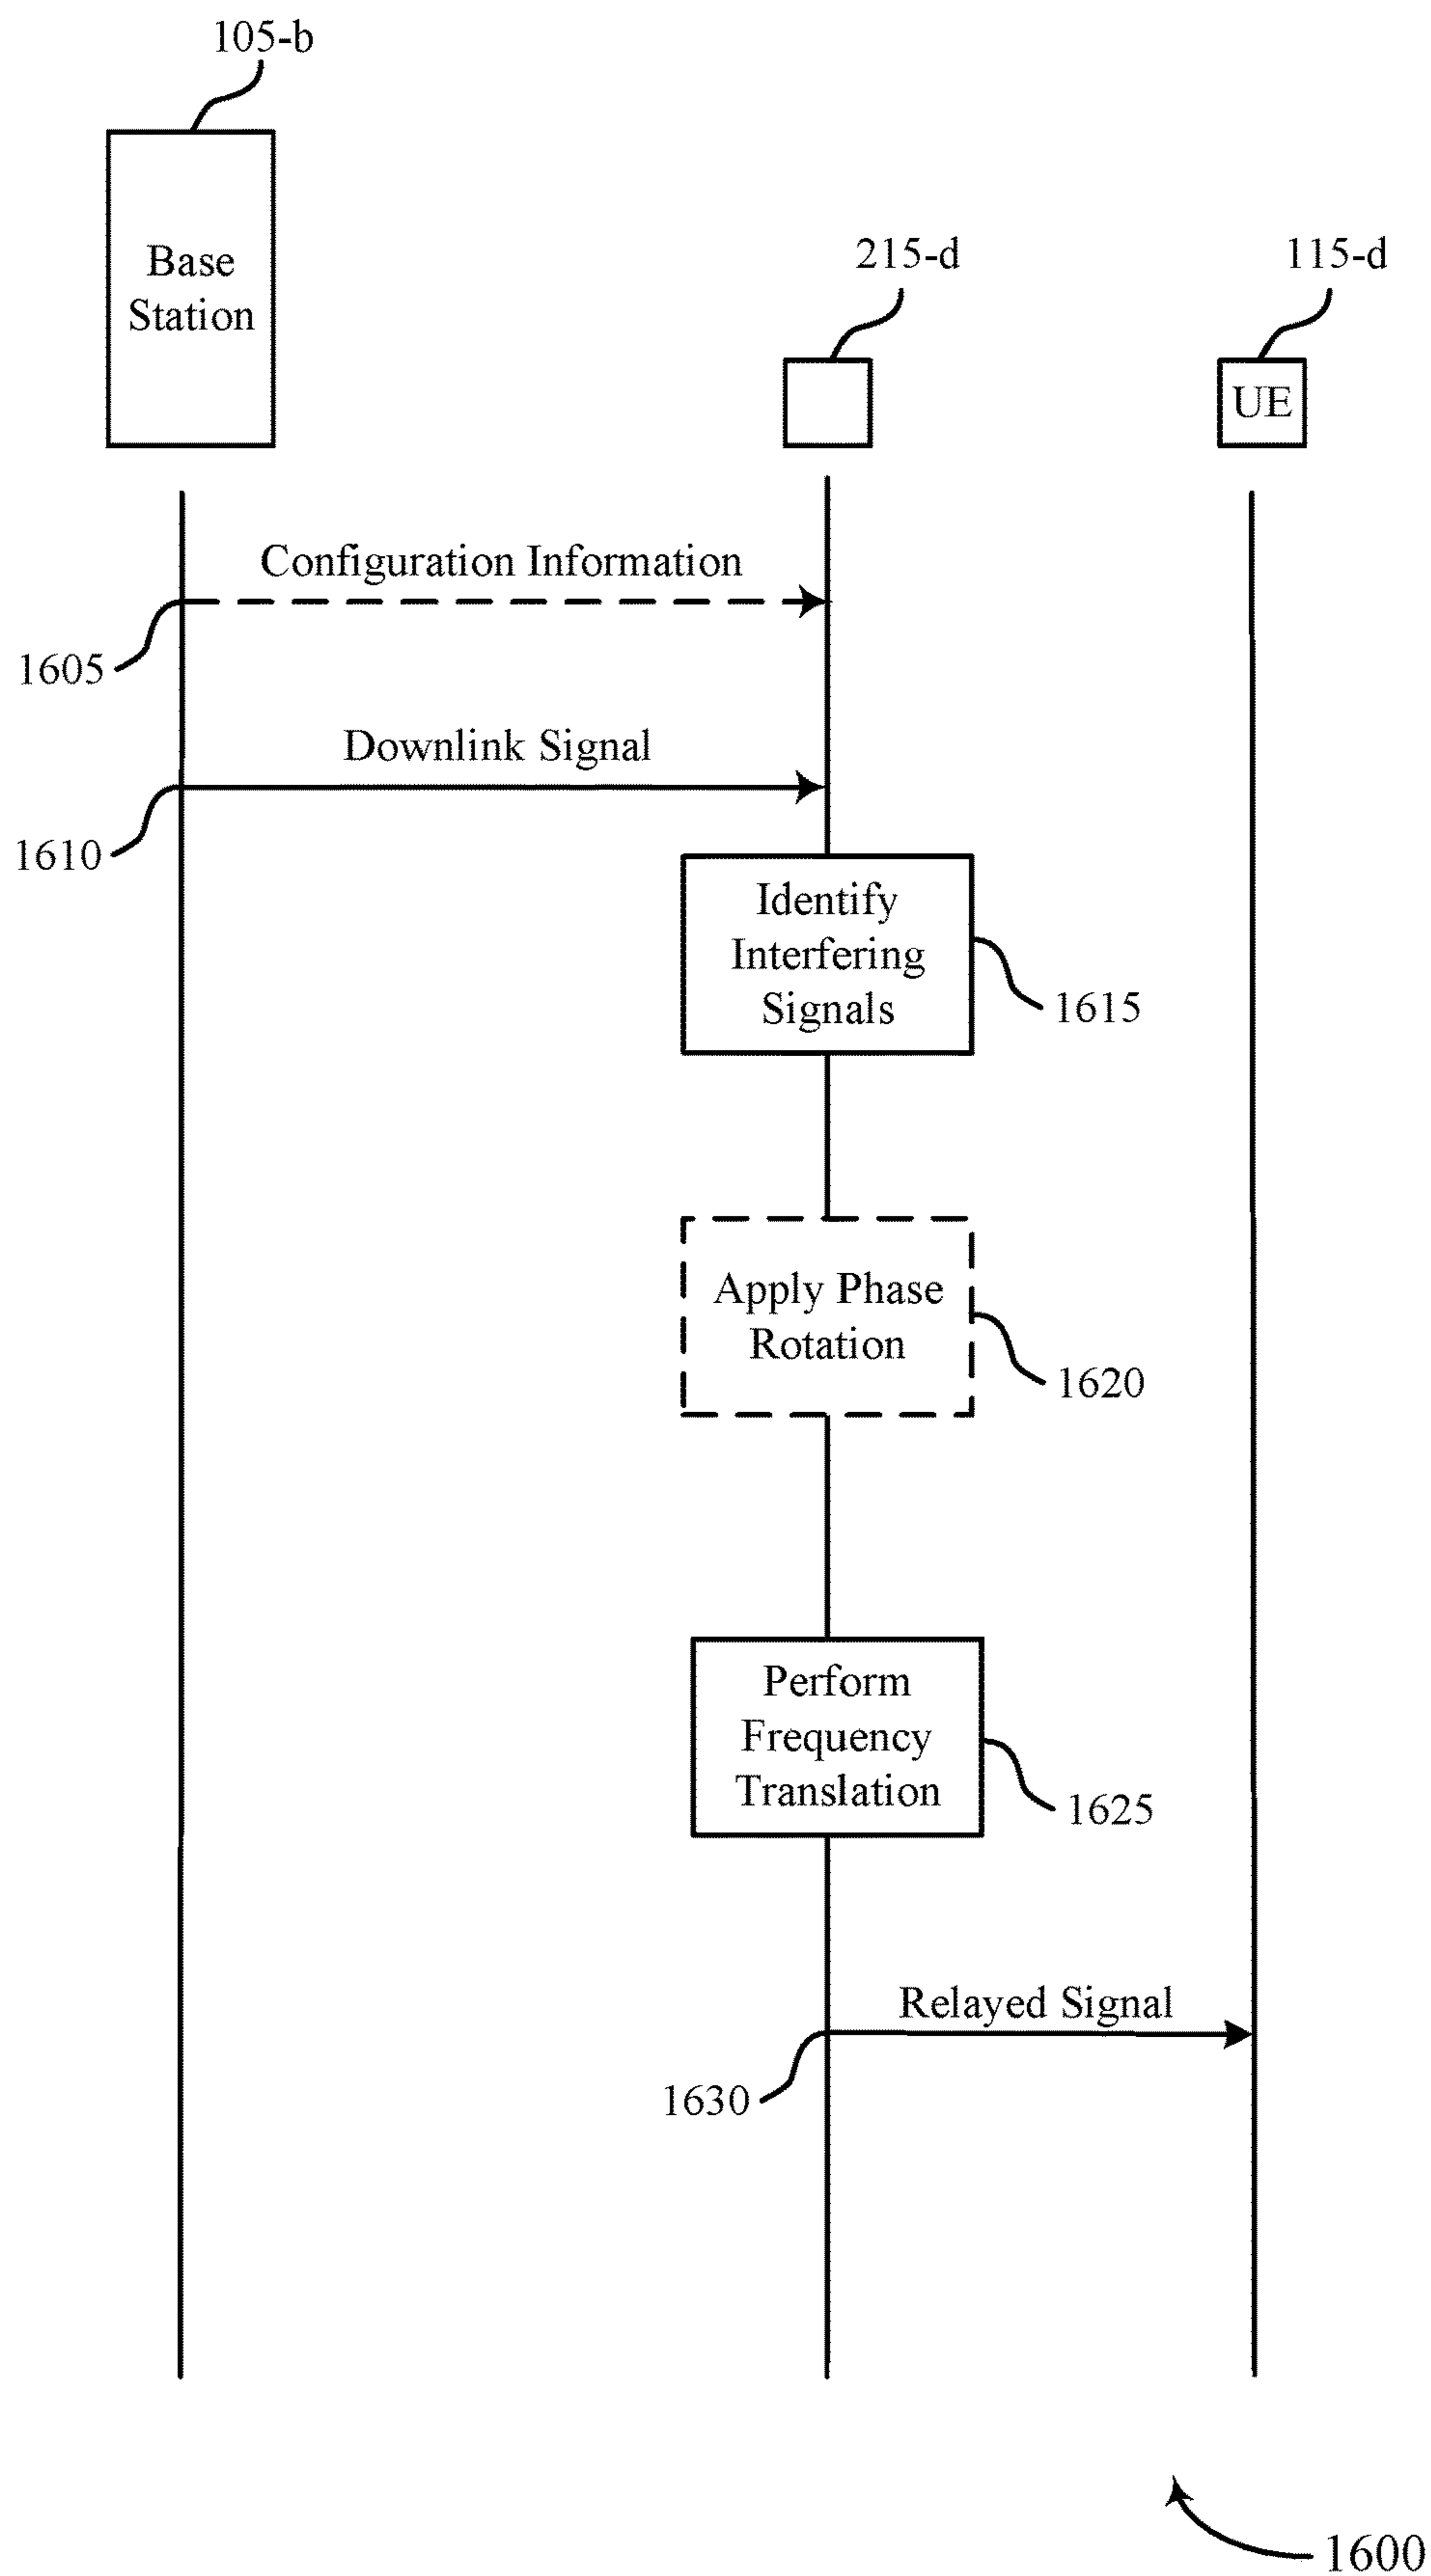 105-b
Base
Station
215-d
115-d
UE
Configuration Information
1605
Downlink Signal
1610
Identify
Interfering
Signals
1615
Apply Phase
Rotation
1620
Perform
Frequency
Translation
1625
Relayed Signal
1630
1600